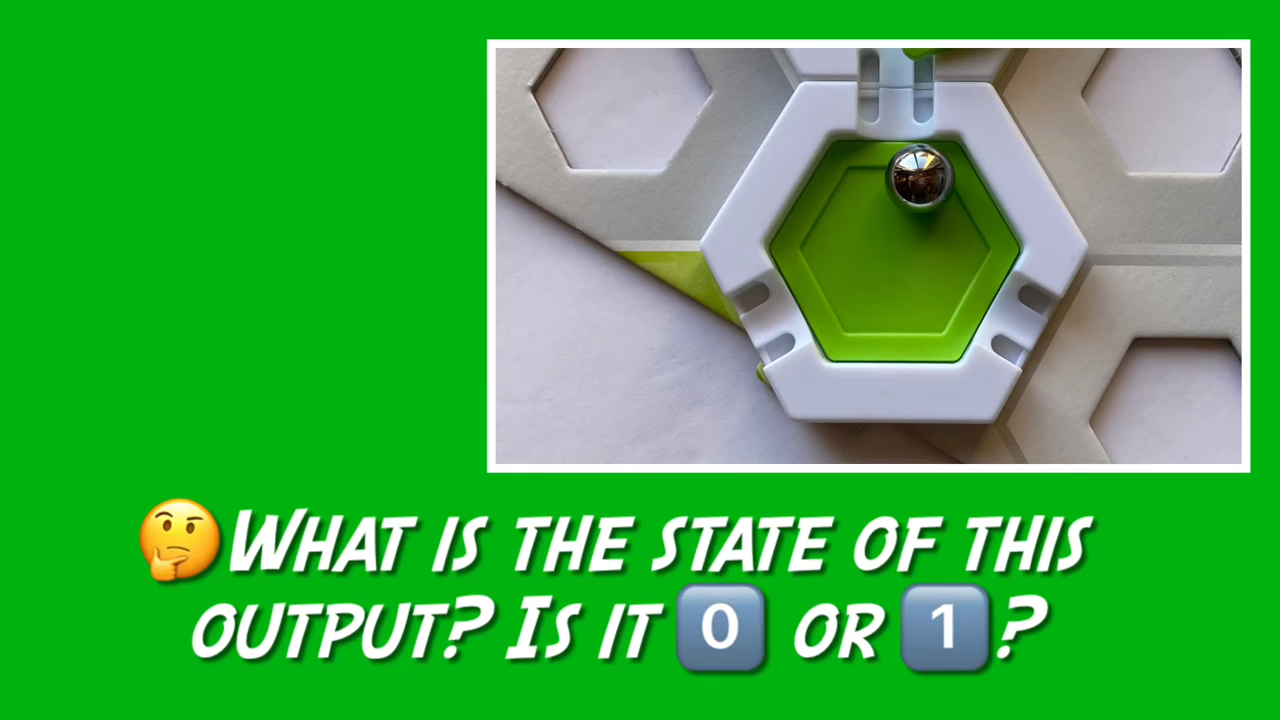 🤔What is the state of this
output? Is it 0️⃣ or 1️⃣?